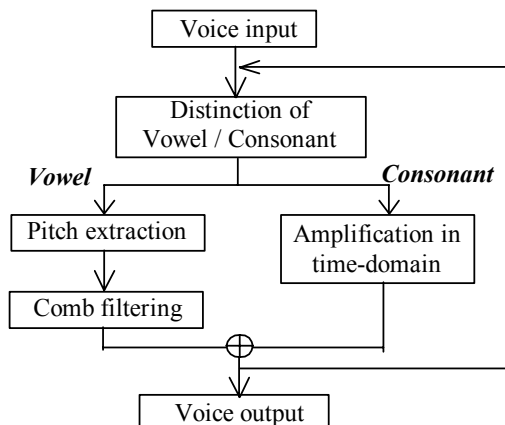 Voice input
Distinction of
Vowel / Consonant
Vowel
Consonant
Pitch extraction
Amplification in
time-domain
Comb filtering
Voice output